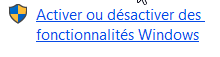 Activer ou désactiver des
fonctionnalités Windows